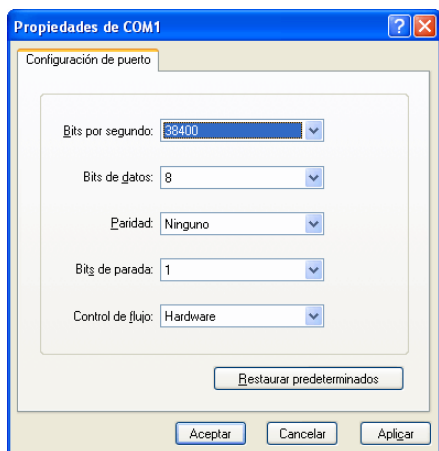 Propiedades de COM1
Configuración de puerto
Bits por segundo: 38400
Bits de datos: 8
Paridad: Ninguno
Bits de parada: 1
Control de flujo: Hardware
Restaurar predeterminados
Aceptar Cancelar Aplicar